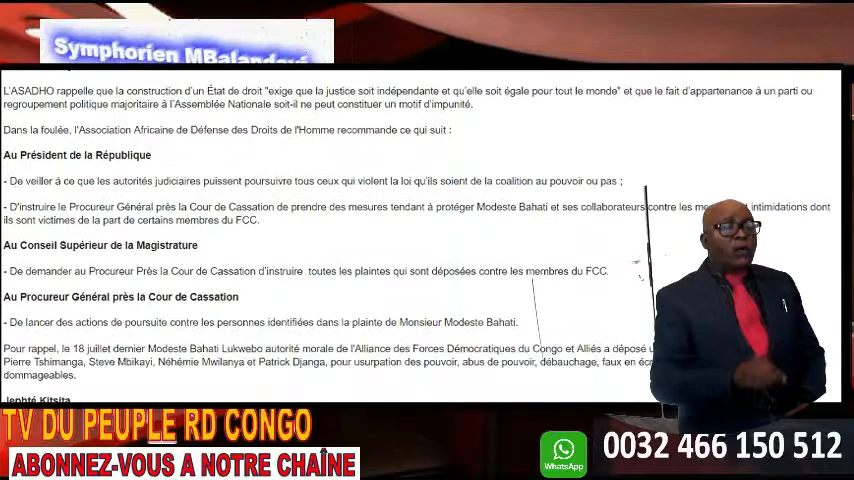 Symphorien MBalandovi
L'ASADHO rappelle que la construction d'un État de droit "exige que la justice soit indépendante et qu'elle soit égale pour tout le monde" et que le fait d'appartenance à un parti ou
regroupement politique majoritaire à l'Assemblée Nationale soit-il ne peut constituer un motif d'impunité.
Dans la foulée, l'Association Africaine de Défense des Droits de l'Homme recommande ce qui suit :
Au Président de la République
- De veiller à ce que les autorités judiciaires puissent poursuivre tous ceux qui violent la loi qu'ils soient de la coalition au pouvoir ou pas ;
- D'instruire le Procureur Général près la Cour de Cassation de prendre des mesures tendant à protéger Modeste Bahati et ses collaborateurs contre les intimidations dont
ils sont victimes de la part de certains membres du FCC.
Au Conseil Supérieur de la Magistrature
- De demander au Procureur Près la Cour de Cassation d'instruire toutes les plaintes qui sont déposées contre les membres du FCC.
Au Procureur Général près la Cour de Cassation
- De lancer des actions de poursuite contre les personnes identifiées dans la plainte de Monsieur Modeste Bahati.
Pour rappel, le 18 juillet dernier Modeste Bahati Lukwebo autorité morale de l'Alliance des Forces Démocratiques du Congo et Alliés a déposé
Pierre Tshimanga, Steve Mbikayi, Néhémie Mwilanya et Patrick Djanga, pour usurpation des pouvoir, abus de pouvoir, débauchage, faux en
dommageables.
Jephté Kitsita
TV DU PEUPLE RD CONGO
ABONNEZ-VOUS A NOTRE CHAÎNE
WhatsApp
0032 466 150 512